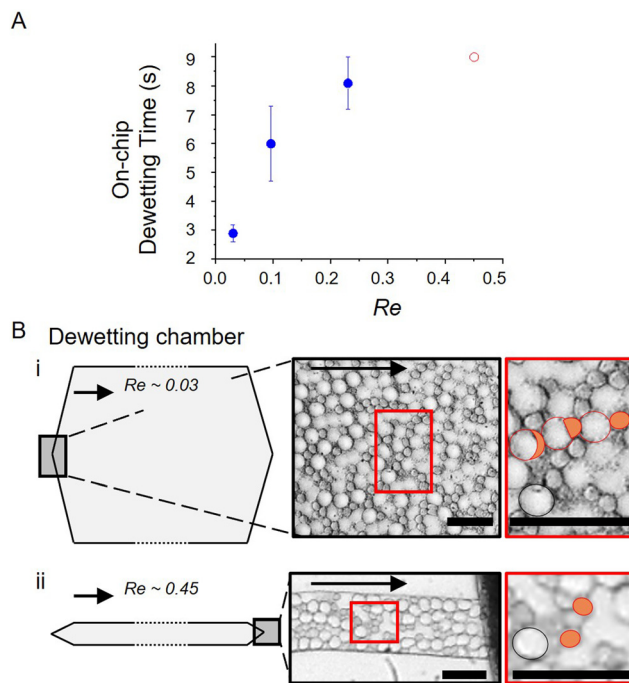 A
On-chip
Dewetting Time (s)
9
8
7
6
5
4
3
2
0.0 0.1 0.2 0.3 0.4 0.5
Re
B Dewetting chamber
i
Re ~ 0.03
ii
Re ~ 0.45